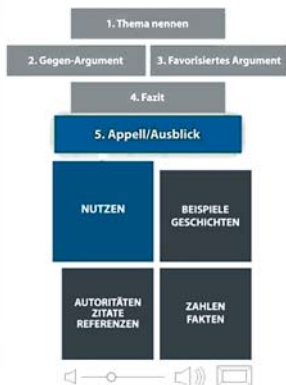 1. Thema nennen
2. Gegen-Argument
3. Favorisiertes Argument
4. Fazit
5. Appell/Ausblick
NUTZEN
BEISPIELE
GESCHICHTEN
AUTORITÄTEN
ZITATE
REFERENZEN
ZAHLEN
FAKTEN